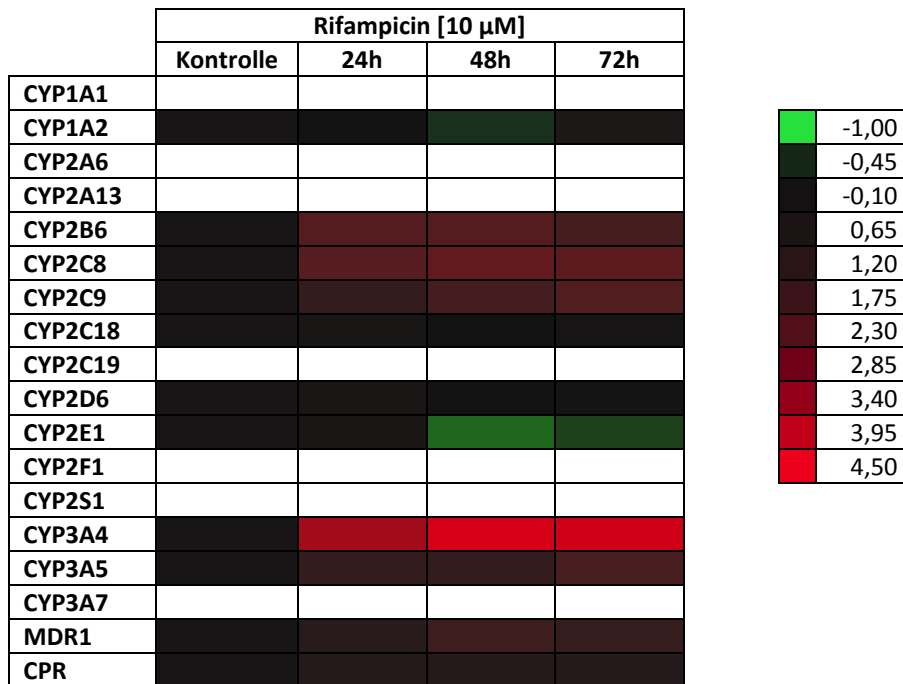 Rifampicin [10 µM]
Kontrolle 24h 48h 72h
CYP1A1
CYP1A2 -1,00
CYP2A6 -0,45
CYP2A13 -0,10
CYP2B6 0,65
CYP2C8 1,20
CYP2C9 1,75
CYP2C18 2,30
CYP2C19 2,85
CYP2D6 3,40
CYP2E1 3,95
CYP2F1 4,50
CYP2S1
CYP3A4
CYP3A5
CYP3A7
MDR1
CPR